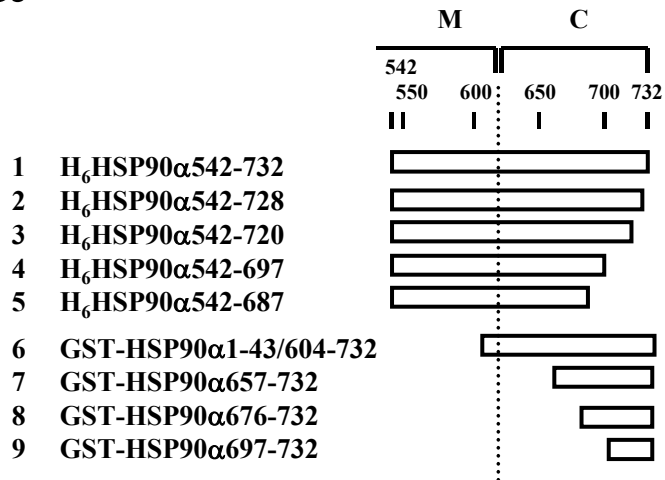 M C
542
550 600 650 700 732
1 H₆HSP90α542-732
2 H₆HSP90α542-728
3 H₆HSP90α542-720
4 H₆HSP90α542-697
5 H₆HSP90α542-687
6 GST-HSP90α1-43/604-732
7 GST-HSP90α657-732
8 GST-HSP90α676-732
9 GST-HSP90α697-732